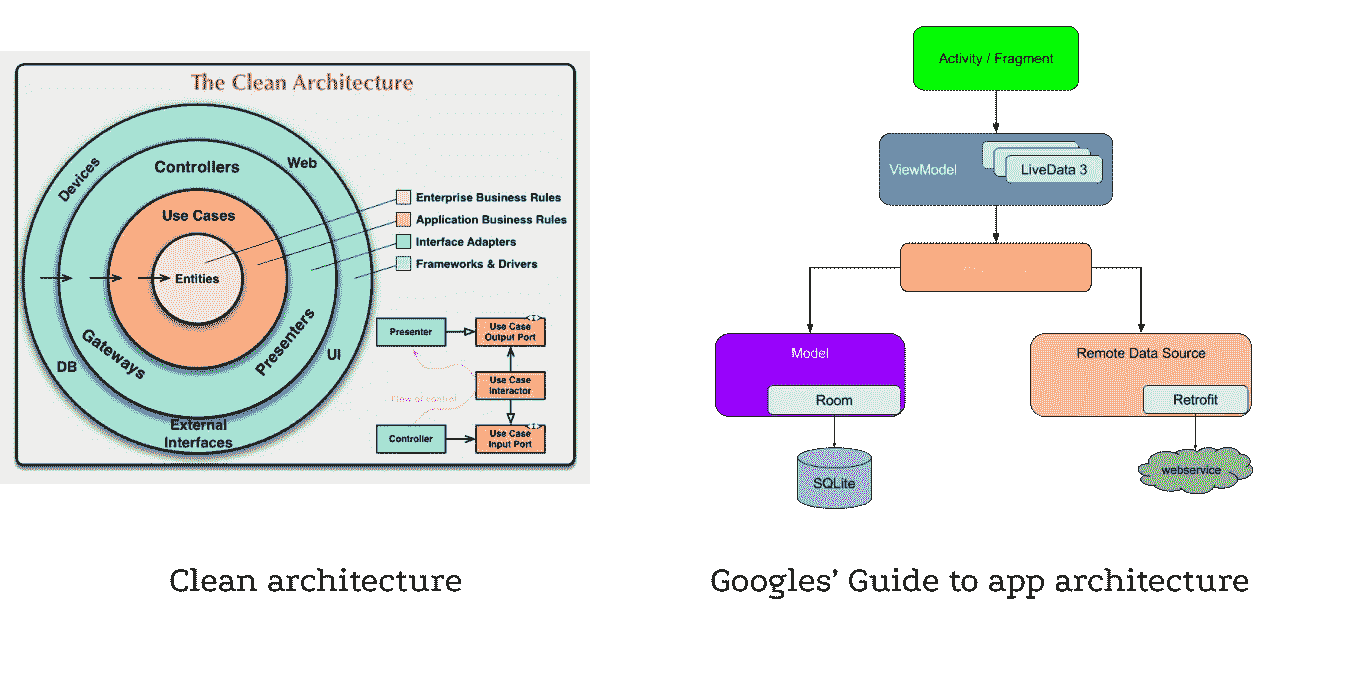 The Clean Architecture
Devices
Web
Controllers
Use Cases
Entities
Gateways
Presenters
DB
UI
External
Interfaces
Enterprise Business Rules
Application Business Rules
Interface Adapters
Frameworks & Drivers
Presenter
Use Case
Output Port
Use Case
Interactor
Flow of control
Controller
Use Case
Input Port
Clean architecture
Activity / Fragment
ViewModel
LiveData 3
Model
Room
SQLite
Remote Data Source
Retrofit
webservice
Googles’ Guide to app architecture